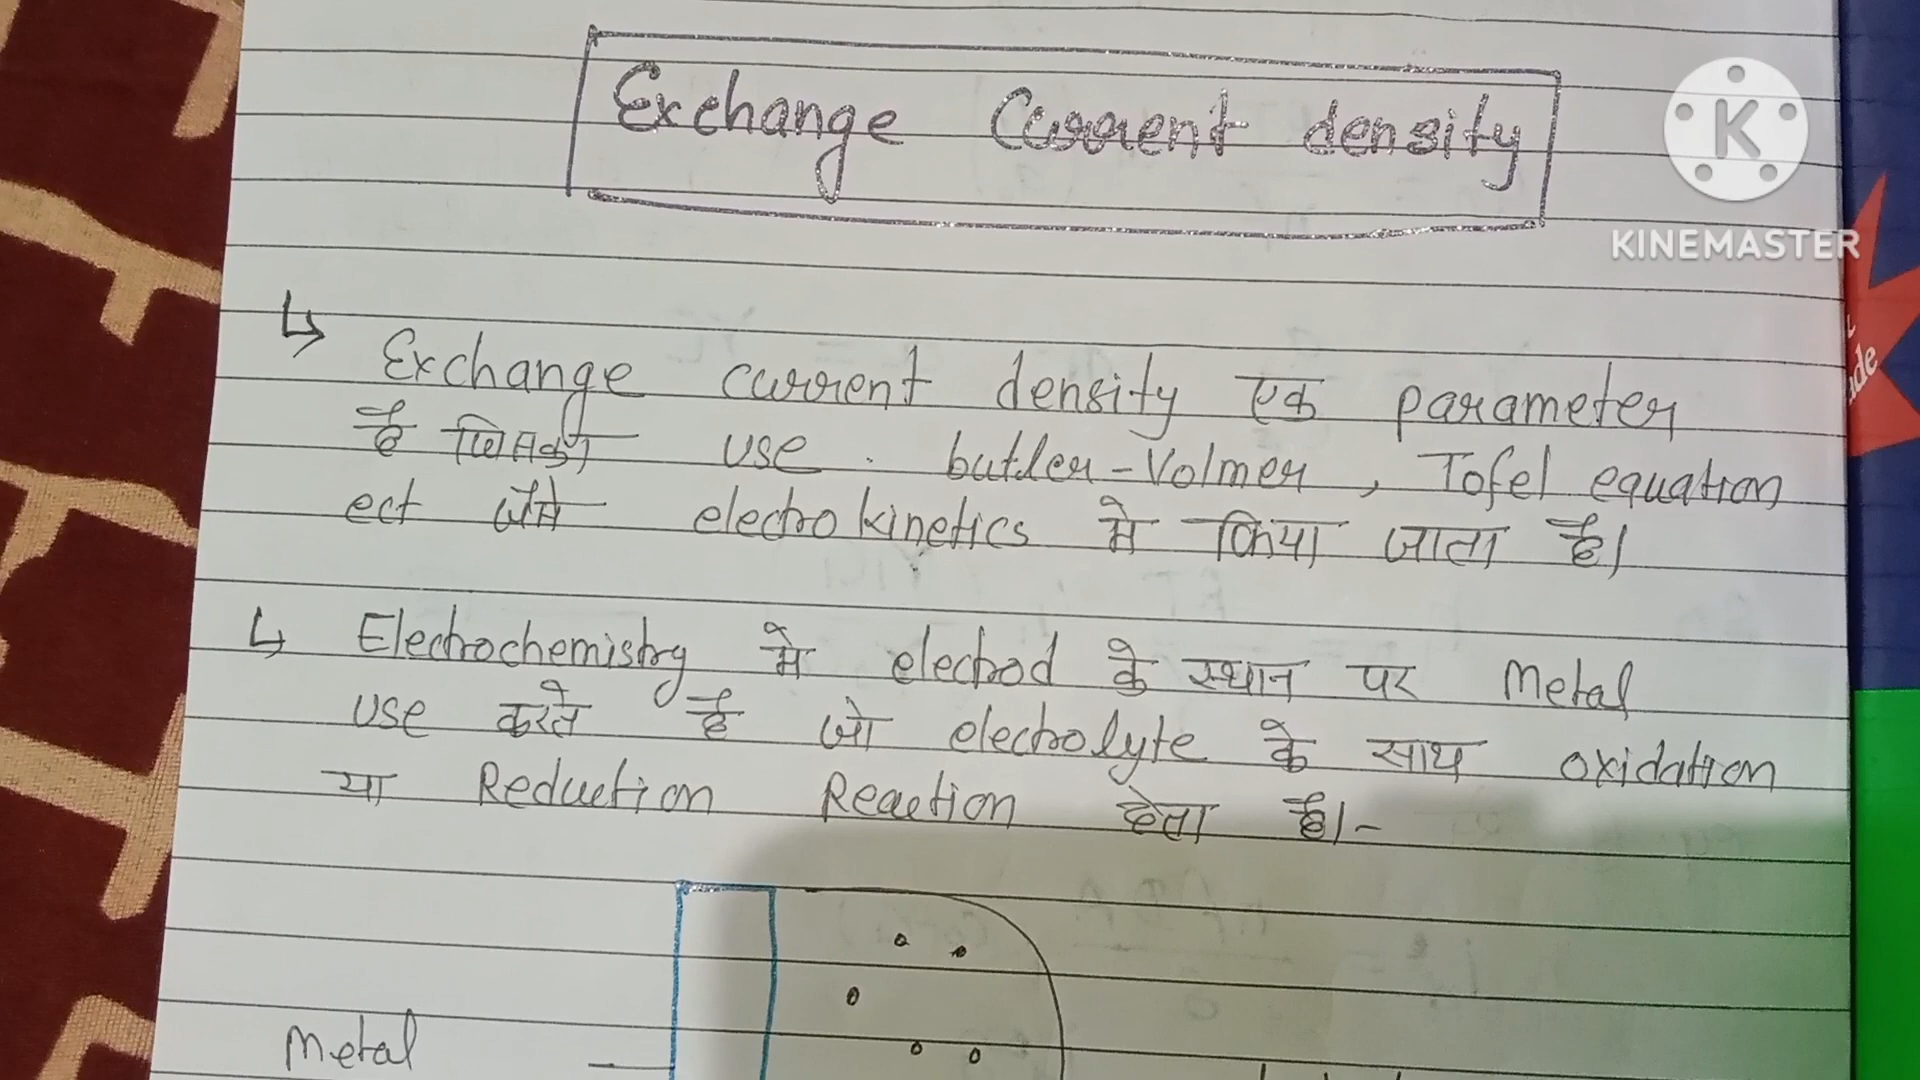 Exchange Current density
KINEMASTER
↳ Exchange current density एक parameter
है जिसका use butler-Volmer, Tofel equation
ect जैसे electrokinetics मे किया जाता है।
↳ Electrochemistry मे electrod के स्थान पर Metal
use करते है जो electrolyte के साथ oxidation
या Reduction Reaction देता है।-
Metal